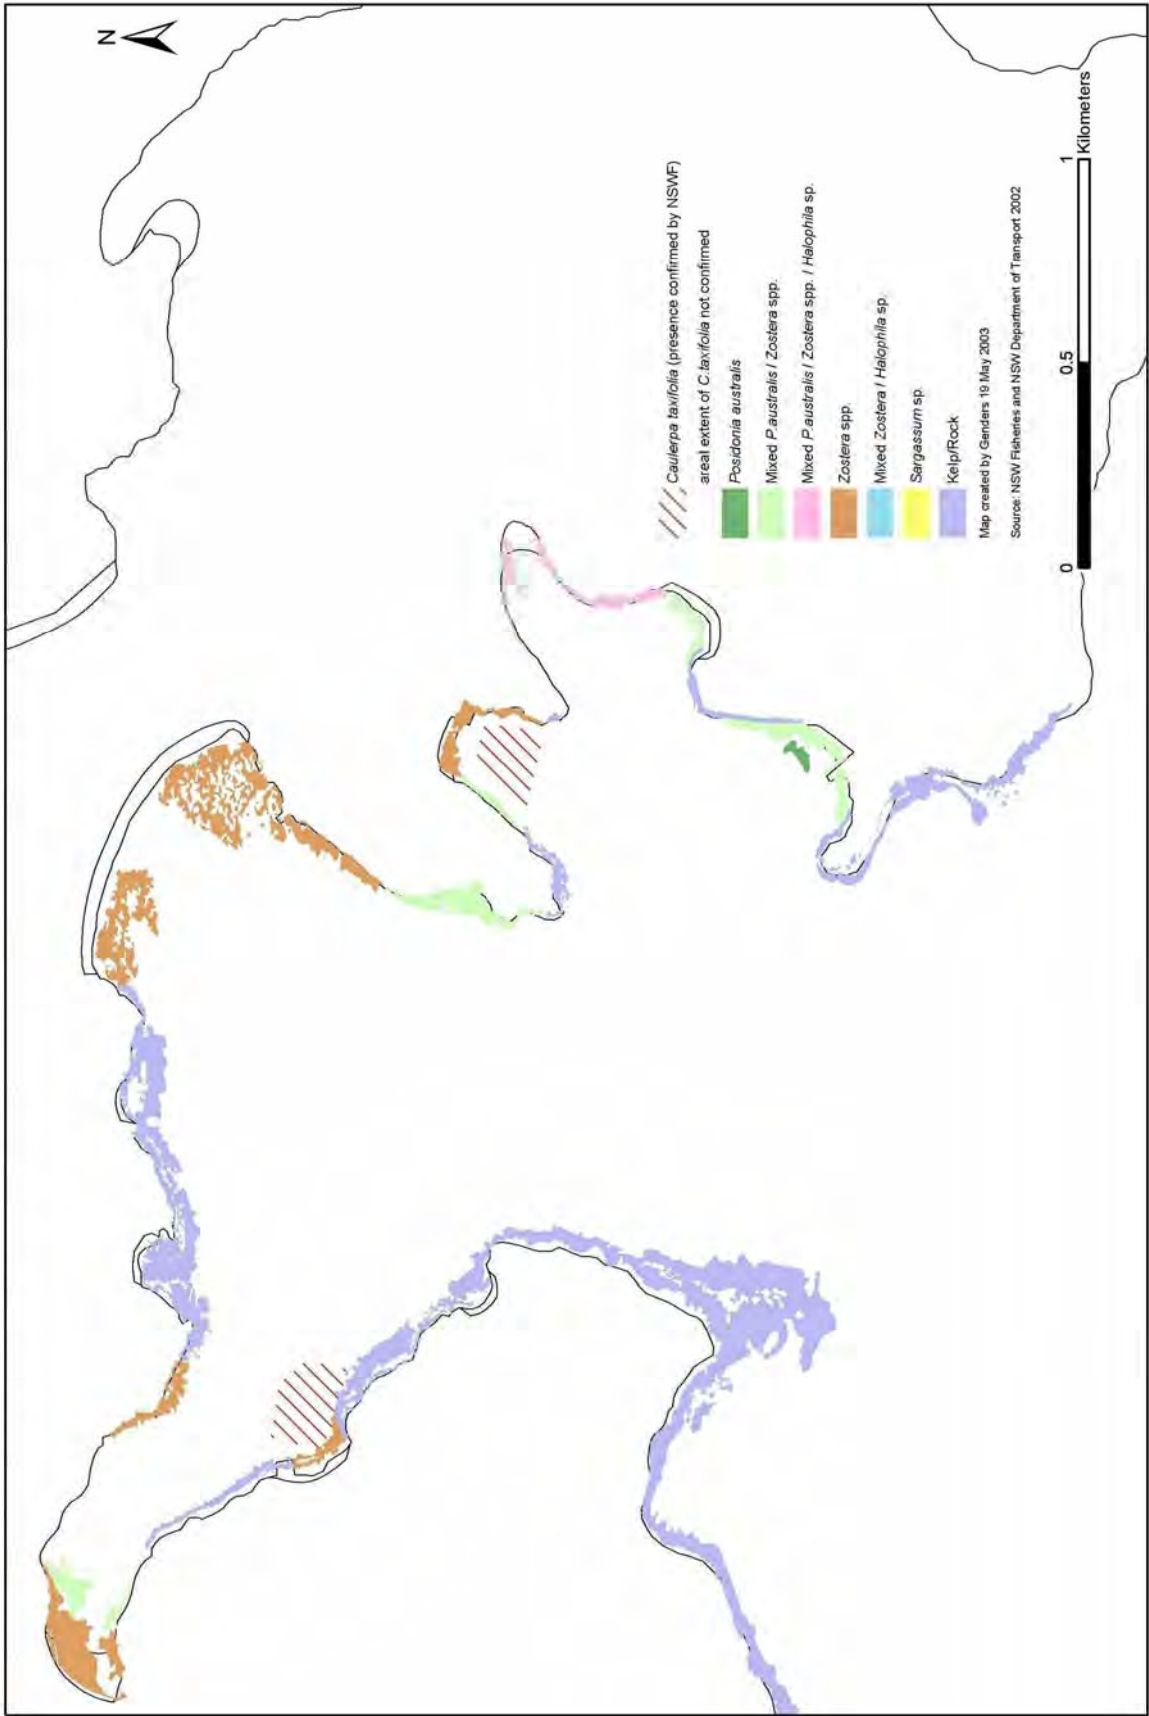 N
Caulerpa taxifolia (presence confirmed by NSWF)
areal extent of C.taxifolia not confirmed
Posidonia australis
Mixed P.australis / Zostera spp.
Mixed P.australis / Zostera spp. / Halophila sp.
Zostera spp.
Mixed Zostera / Halophila sp.
Sargassum sp.
Kelp/Rock
Map created by Genders 19 May 2003
Source: NSW Fisheries and NSW Department of Transport 2002
0 0.5 1
Kilometers